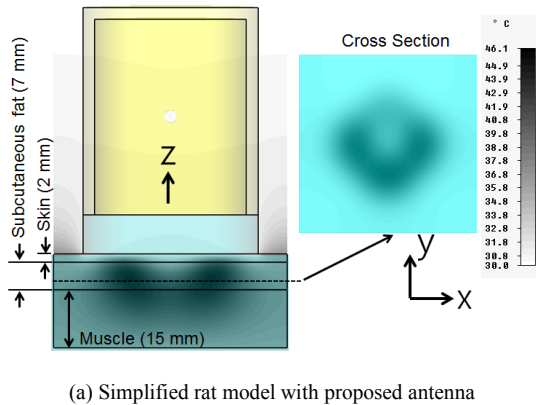 Subcutaneous fat (7 mm)
Skin (2 mm)
Z
Muscle (15 mm)
Cross Section
y
X
° C
46.1
43.9
42.9
41.9
40.8
39.8
38.8
37.8
36.8
35.8
34.8
33.8
32.8
31.8
30.8
30.0
(a) Simplified rat model with proposed antenna